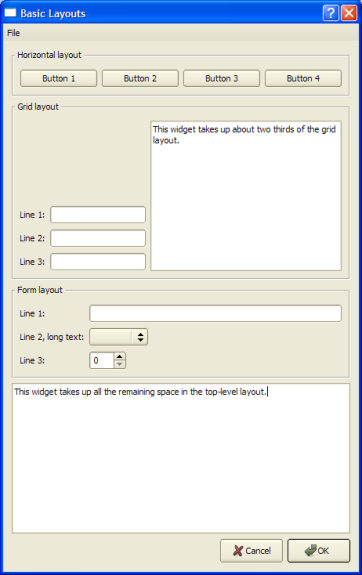 Basic Layouts
File
Horizontal layout
Button 1 Button 2 Button 3 Button 4
Grid layout
This widget takes up about two thirds of the grid
layout.
Line 1:
Line 2:
Line 3:
Form layout
Line 1:
Line 2, long text:
Line 3: 0
This widget takes up all the remaining space in the top-level layout.
Cancel OK